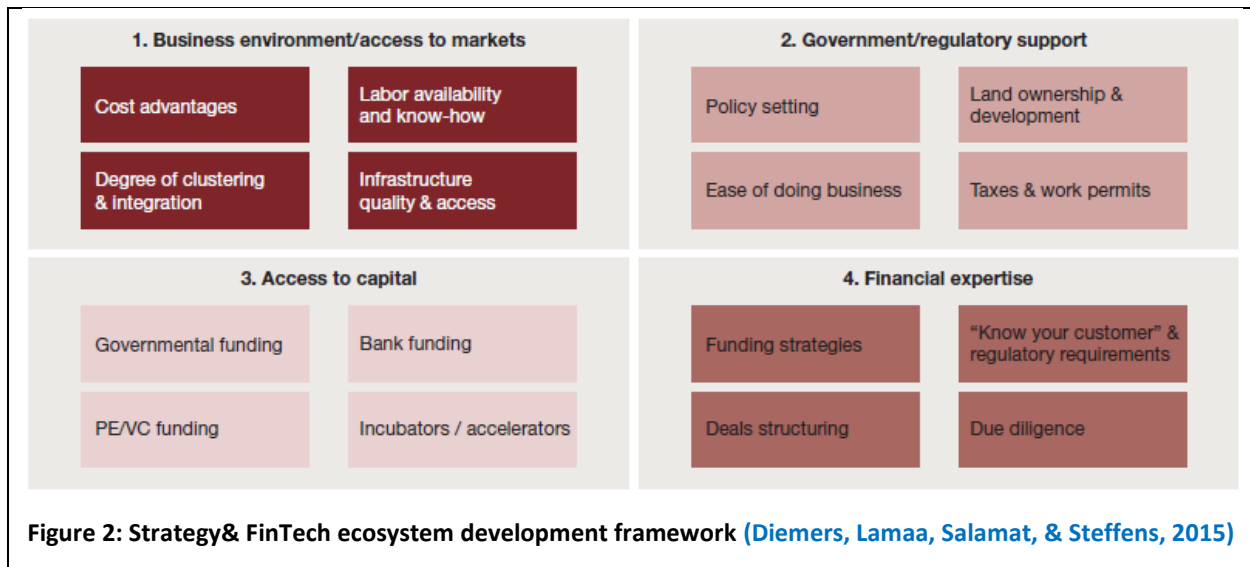 1. Business environment/access to markets
Cost advantages
Labor availability
and know-how
Degree of clustering
& integration
Infrastructure
quality & access
2. Government/regulatory support
Policy setting
Land ownership &
development
Ease of doing business
Taxes & work permits
3. Access to capital
Governmental funding
Bank funding
PE/VC funding
Incubators / accelerators
4. Financial expertise
Funding strategies
“Know your customer” &
regulatory requirements
Deals structuring
Due diligence
Figure 2: Strategy& FinTech ecosystem development framework (Diemers, Lamaa, Salamat, & Steffens, 2015)